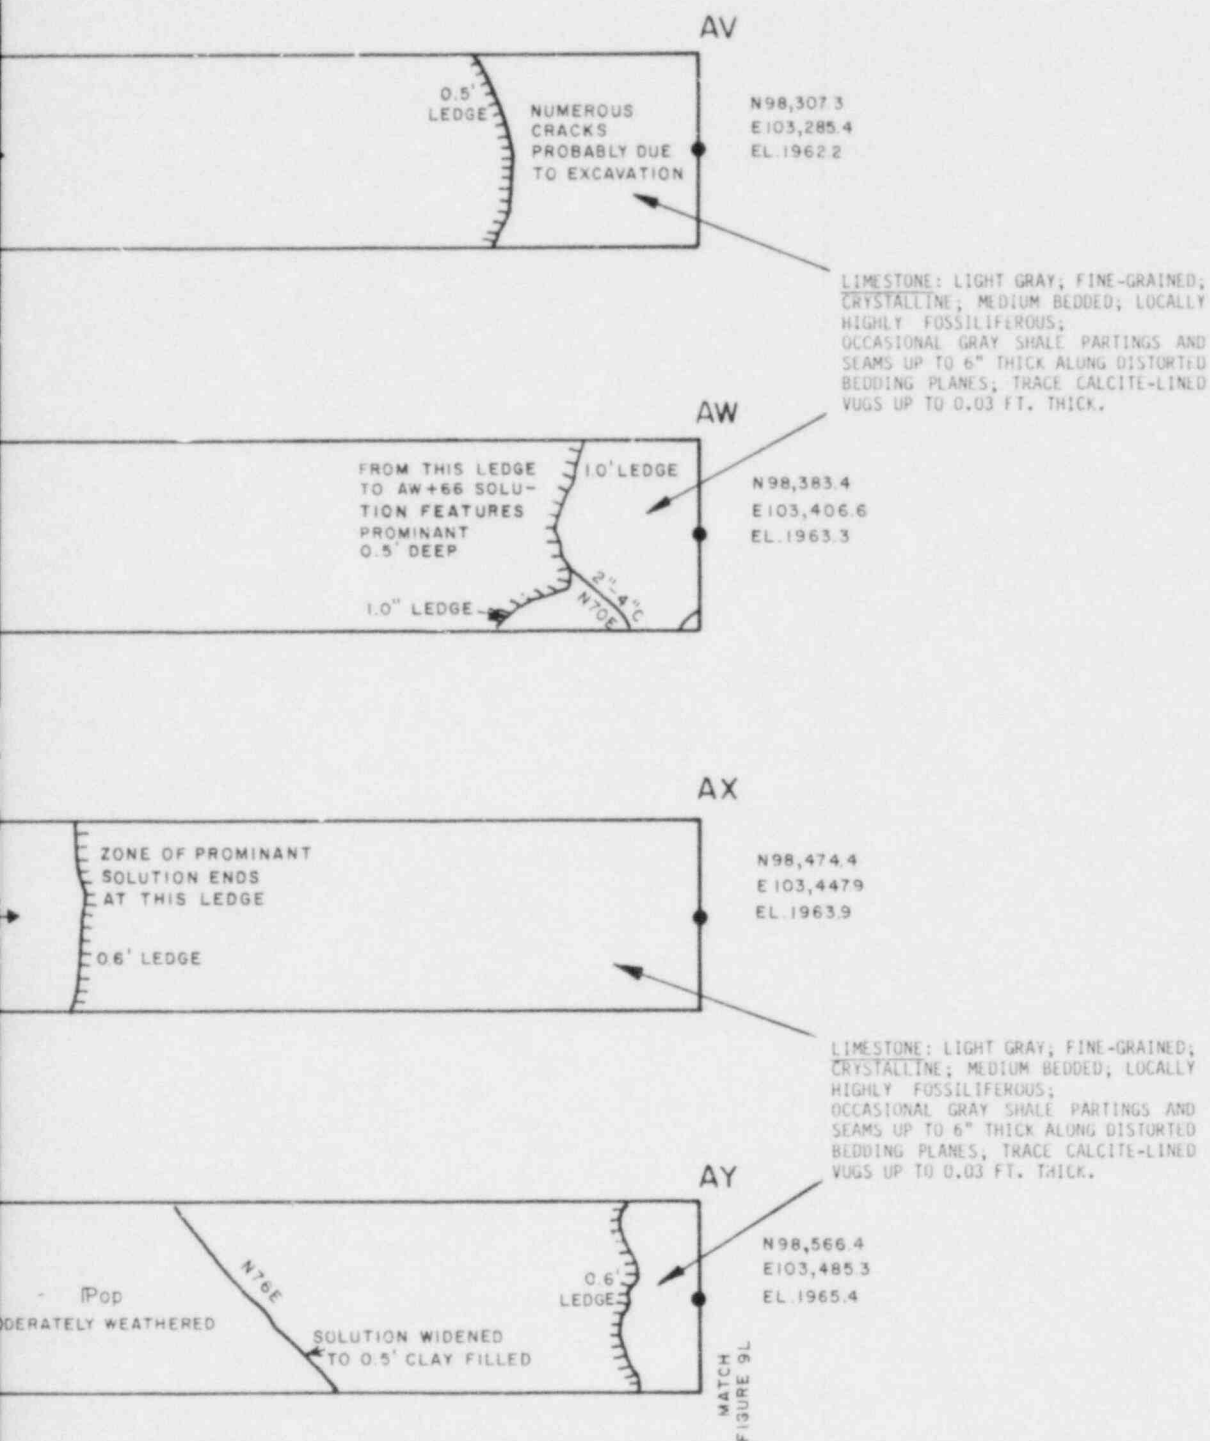 AV
0.5'
LEDGE
NUMEROUS
CRACKS
PROBABLY DUE
TO EXCAVATION
N98,307.3
E103,285.4
EL.1962.2
LIMESTONE: LIGHT GRAY; FINE-GRAINED;
CRYSTALLINE; MEDIUM BEDDED; LOCALLY
HIGHLY FOSSILIFEROUS;
OCCASIONAL GRAY SHALE PARTINGS AND
SEAMS UP TO 6" THICK ALONG DISTORTED
BEDDING PLANES; TRACE CALCITE-LINED
VUGS UP TO 0.03 FT. THICK.
AW
FROM THIS LEDGE
TO AW+66 SOLU-
TION FEATURES
PROMINANT
0.5' DEEP
1.0' LEDGE
1.0" LEDGE
2"-4"C
N70E
N98,383.4
E103,406.6
EL.1963.3
AX
ZONE OF PROMINANT
SOLUTION ENDS
AT THIS LEDGE
0.6' LEDGE
N98,474.4
E103,447.9
EL.1963.9
LIMESTONE: LIGHT GRAY; FINE-GRAINED;
CRYSTALLINE; MEDIUM BEDDED; LOCALLY
HIGHLY FOSSILIFEROUS;
OCCASIONAL GRAY SHALE PARTINGS AND
SEAMS UP TO 6" THICK ALONG DISTORTED
BEDDING PLANES; TRACE CALCITE-LINED
VUGS UP TO 0.03 FT. THICK.
AY
N76E
ODERATELY WEATHERED
SOLUTION WIDENED
TO 0.5' CLAY FILLED
0.6'
LEDGE
N98,566.4
E103,485.3
EL.1965.4
MATCH
FIGURE 9L